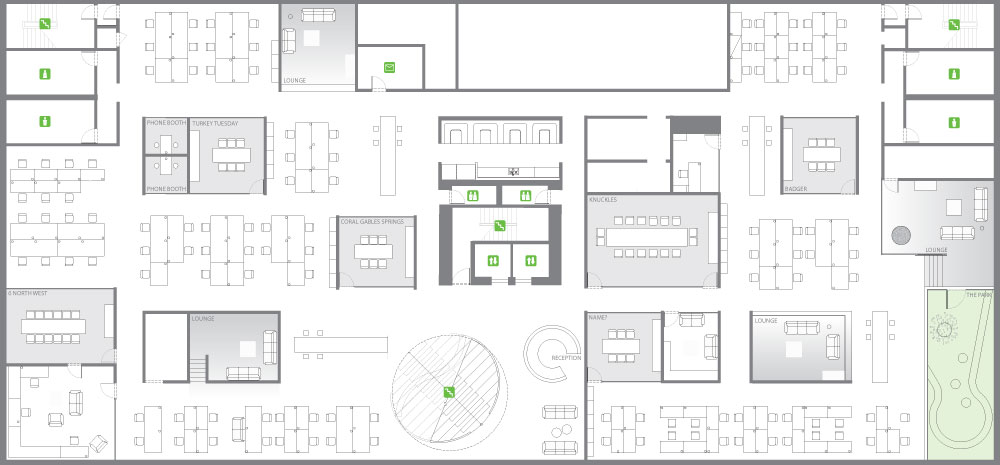 LOUNGE
PHONE BOOTH
TURKEY TUESDAY
PHONE BOOTH
BADGER
KNUCKLES
CORAL GABLES SPRINGS
LOUNGE
6 NORTH WEST
THE PARK
LOUNGE
NAME?
LOUNGE
RECEPTION